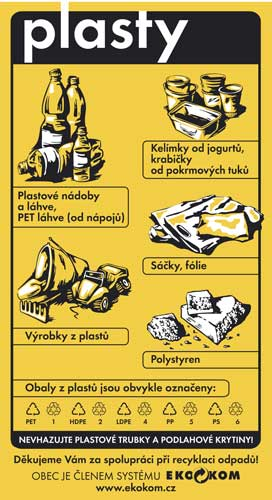 plasty
Plastové nádoby
a láhve,
PET láhve (od nápojů)
Kelímky od jogurtů,
krabičky
od pokrmových tuků
Sáčky, fólie
Výrobky z plastů
Polystyren
Obaly z plastů jsou obvykle označeny:
PET 1 HDPE 2 LDPE 4 PP 5 PS 6
NEVHAZUJTE PLASTOVÉ TRUBKY A PODLAHOVÉ KRYTINY!
Děkujeme Vám za spolupráci při recyklaci odpadů!
OBEC JE ČLENEM SYSTÉMU EKOKOM
www.ekokom.cz